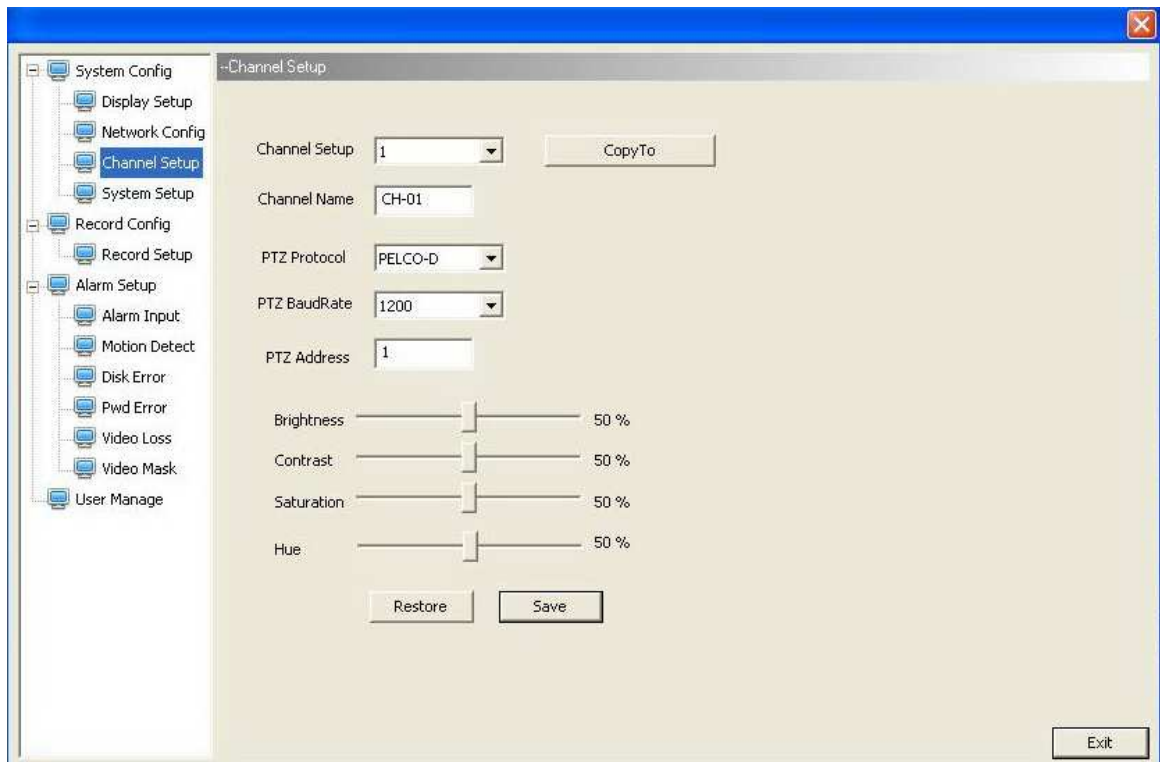 System Config
Display Setup
Network Config
Channel Setup
System Setup
Record Config
Record Setup
Alarm Setup
Alarm Input
Motion Detect
Disk Error
Pwd Error
Video Loss
Video Mask
User Manage
--Channel Setup
Channel Setup 1 CopyTo
Channel Name CH-01
PTZ Protocol PELCO-D
PTZ BaudRate 1200
PTZ Address 1
Brightness 50 %
Contrast 50 %
Saturation 50 %
Hue 50 %
Restore Save
Exit